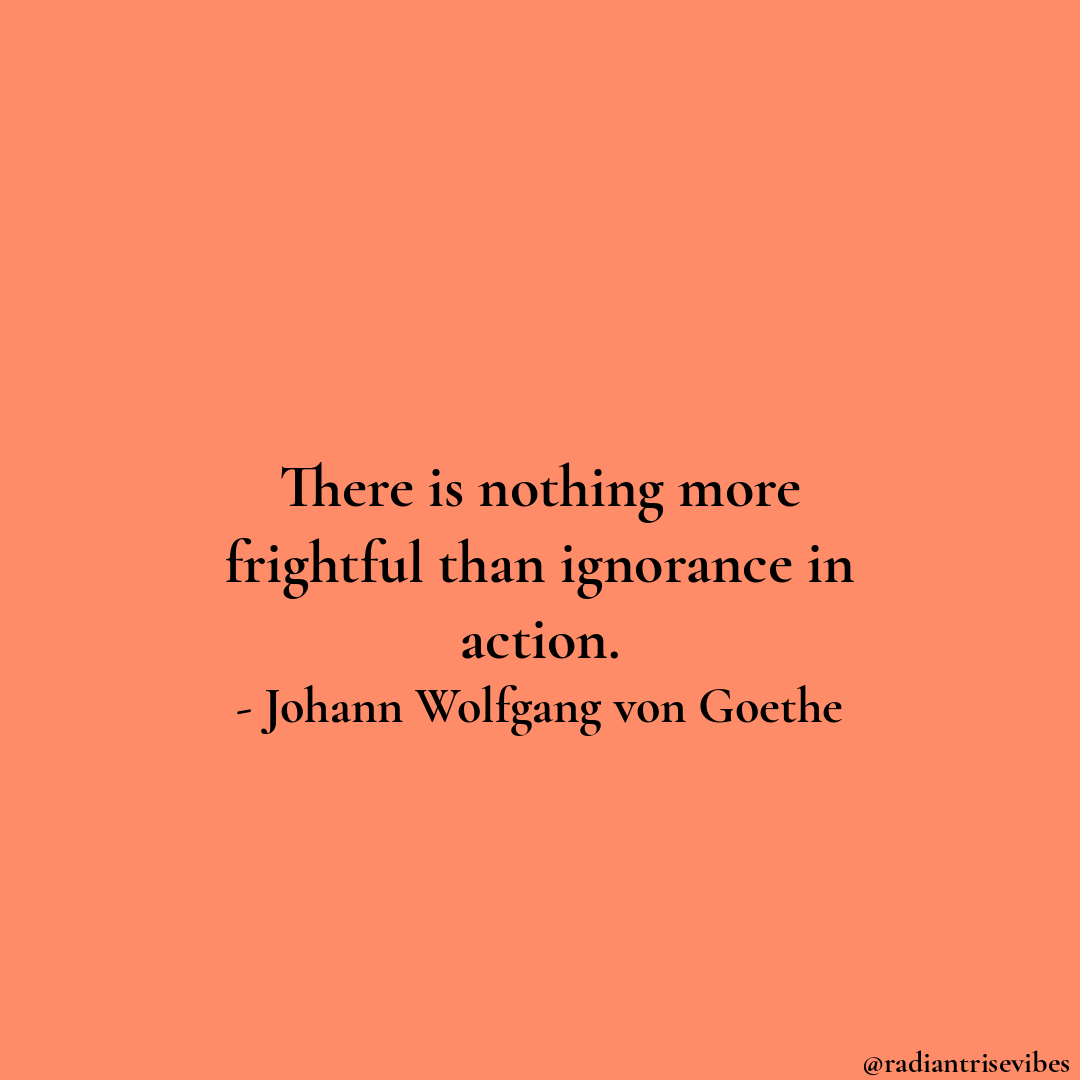 There is nothing more
frightful than ignorance in
action.
- Johann Wolfgang von Goethe
@radiantrisevibes